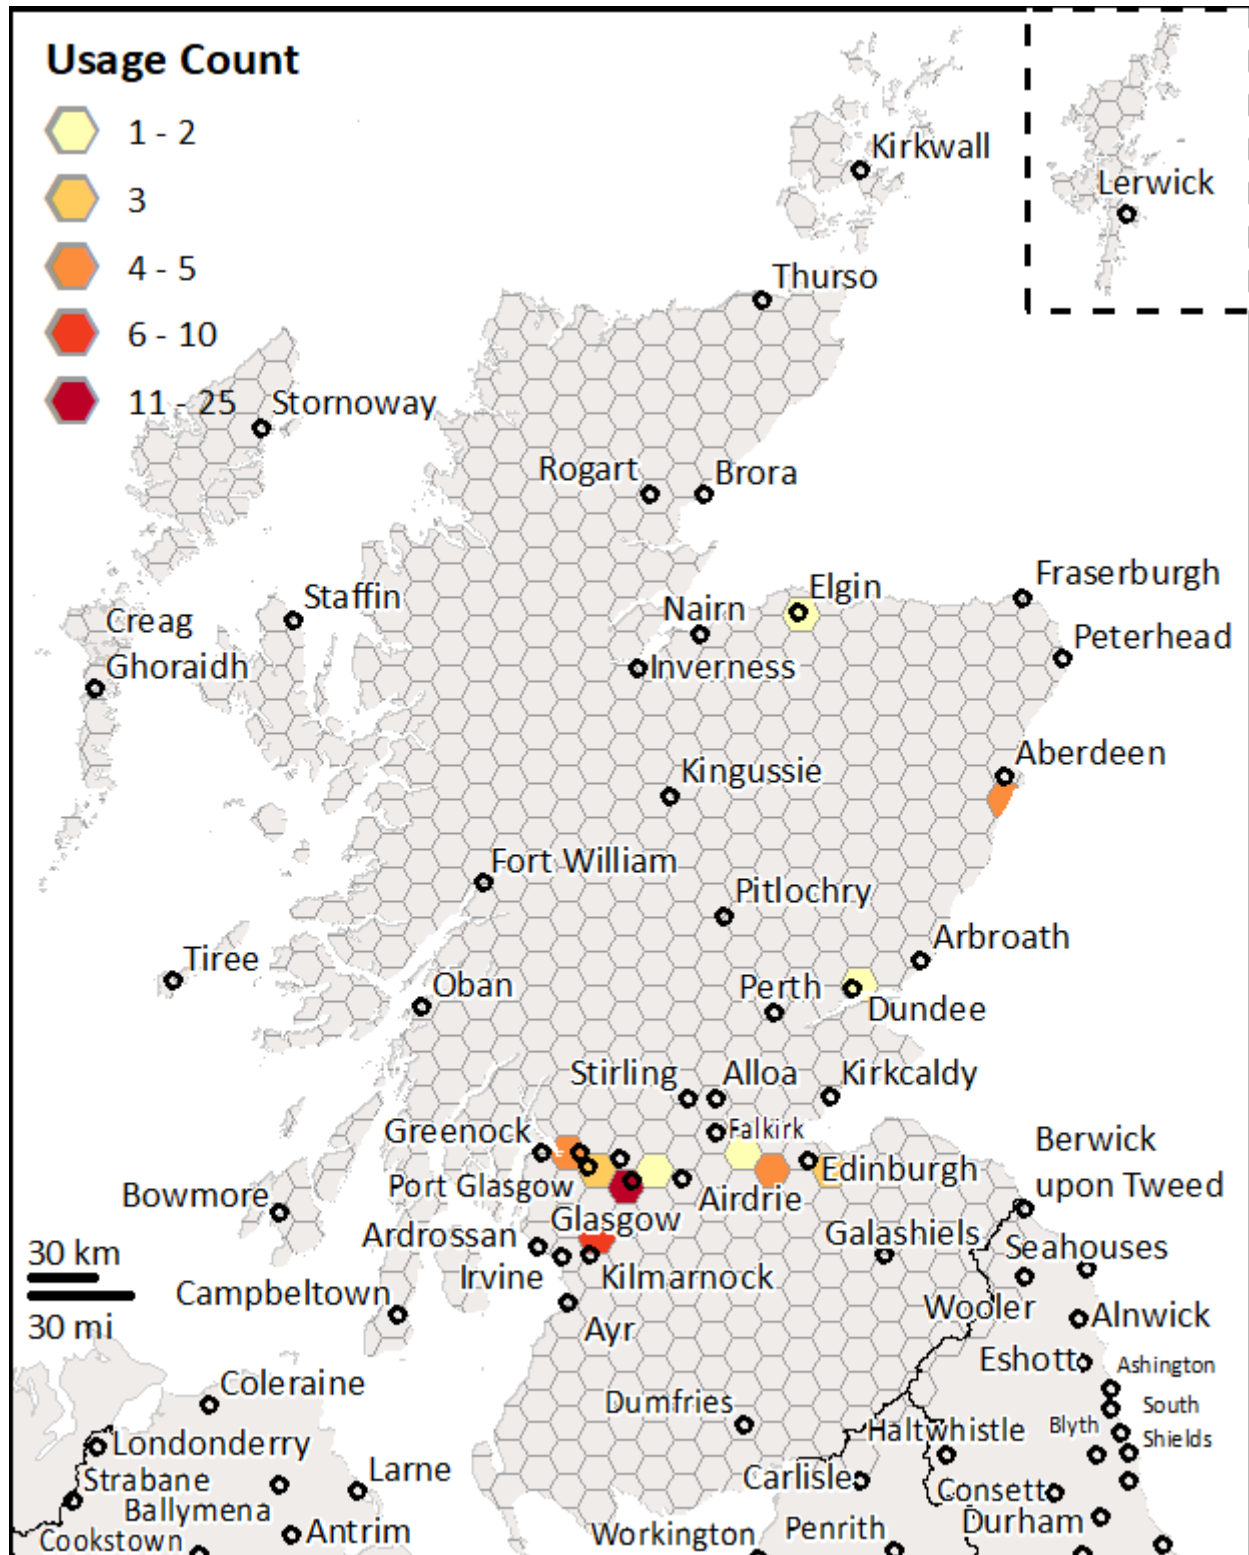 Usage Count
1 - 2
3
4 - 5
6 - 10
11 - 25
Kirkwall
Lerwick
Thurso
Stornoway
Rogart
Brora
Staffin
Creag
Ghoraidh
Nairn
Elgin
Fraserburgh
Peterhead
Inverness
Aberdeen
Kingussie
Fort William
Pitlochry
Arbroath
Tiree
Oban
Perth
Dundee
Stirling
Alloa
Kirkcaldy
Greenock
Falkirk
Port Glasgow
Edinburgh
Airdrie
Berwick
upon Tweed
Bowmore
Glasgow
Ardrossan
Galashiels
Seahouses
Irvine
Kilmarnock
30 km
30 mi
Campbeltown
Wooler
Alnwick
Ayr
Eshott
Ashington
Coleraine
Dumfries
South
Shields
Blyth
Haltwhistle
Londonderry
Strabane
Larne
Carlisle
Consett
Ballymena
Antrim
Durham
Cookstown
Workington
Penrith